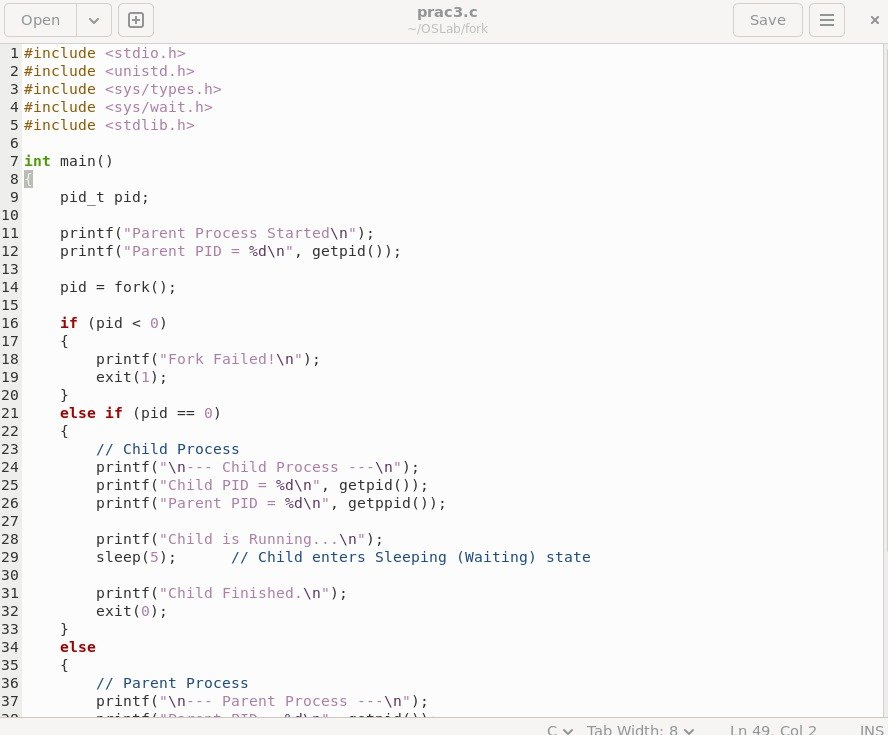 Open
prac3.c
~/OSLab/fork
Save
1 #include <stdio.h>
2 #include <unistd.h>
3 #include <sys/types.h>
4 #include <sys/wait.h>
5 #include <stdlib.h>
6
7 int main()
8 {
9     pid_t pid;
10
11     printf("Parent Process Started\n");
12     printf("Parent PID = %d\n", getpid());
13
14     pid = fork();
15
16     if (pid < 0)
17     {
18         printf("Fork Failed!\n");
19         exit(1);
20     }
21     else if (pid == 0)
22     {
23         // Child Process
24         printf("\n--- Child Process ---\n");
25         printf("Child PID = %d\n", getpid());
26         printf("Parent PID = %d\n", getppid());
27
28         printf("Child is Running...\n");
29         sleep(5);      // Child enters Sleeping (Waiting) state
30
31         printf("Child Finished.\n");
32         exit(0);
33     }
34     else
35     {
36         // Parent Process
37         printf("\n--- Parent Process ---\n");
38         printf("Parent PID = %d\n", getpid());
C Tab Width: 8 Ln 49, Col 2 INS